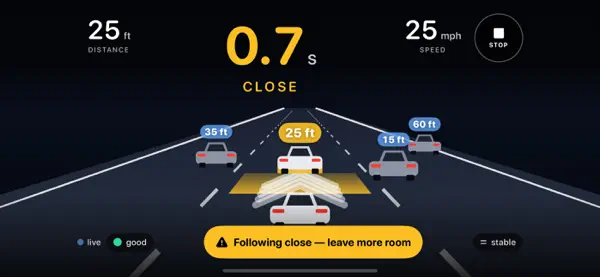 25 ft
DISTANCE
0.7 s
CLOSE
25 mph
SPEED
STOP
35 ft
25 ft
15 ft
60 ft
live
good
Following close — leave more room
stable